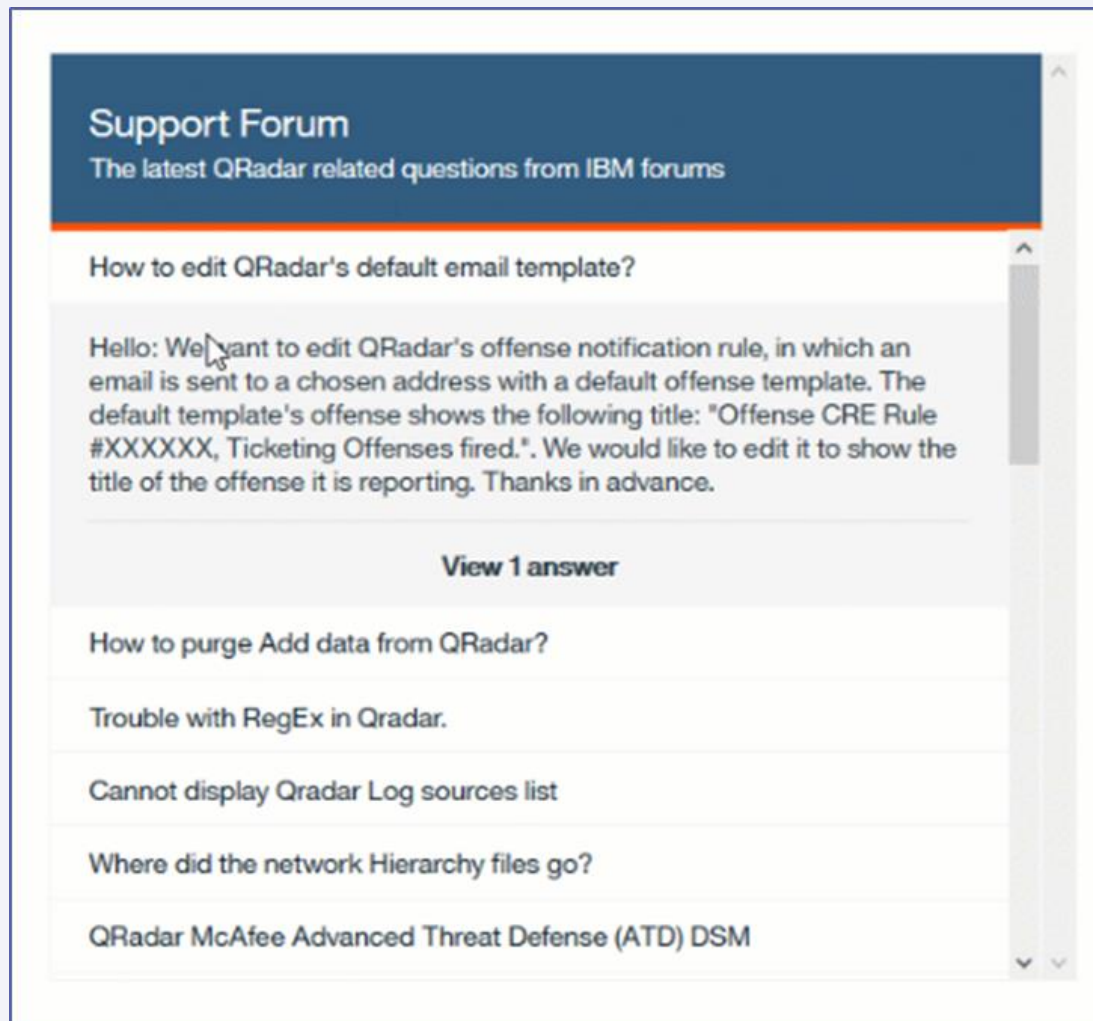 Support Forum
The latest QRadar related questions from IBM forums
How to edit QRadar's default email template?
Hello: We want to edit QRadar's offense notification rule, in which an
email is sent to a chosen address with a default offense template. The
default template's offense shows the following title: "Offense CRE Rule
#XXXXXX, Ticketing Offenses fired.". We would like to edit it to show the
title of the offense it is reporting. Thanks in advance.
View 1 answer
How to purge Add data from QRadar?
Trouble with RegEx in Qradar.
Cannot display Qradar Log sources list
Where did the network Hierarchy files go?
QRadar McAfee Advanced Threat Defense (ATD) DSM